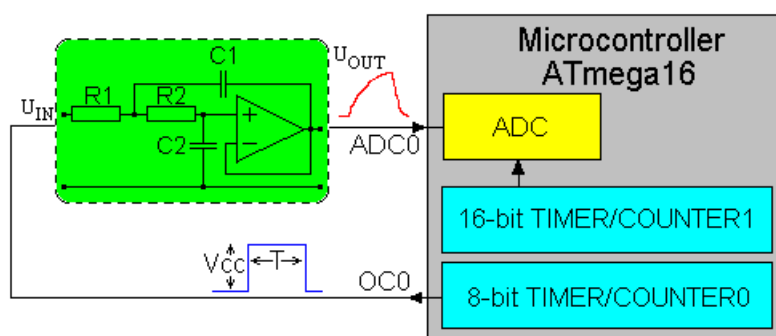 Microcontroller
ATmega16
C1
UOUT
R1
R2
UIN
+
ADC
C2
−
ADC0
16-bit TIMER/COUNTER1
VCC
T
OC0
8-bit TIMER/COUNTER0